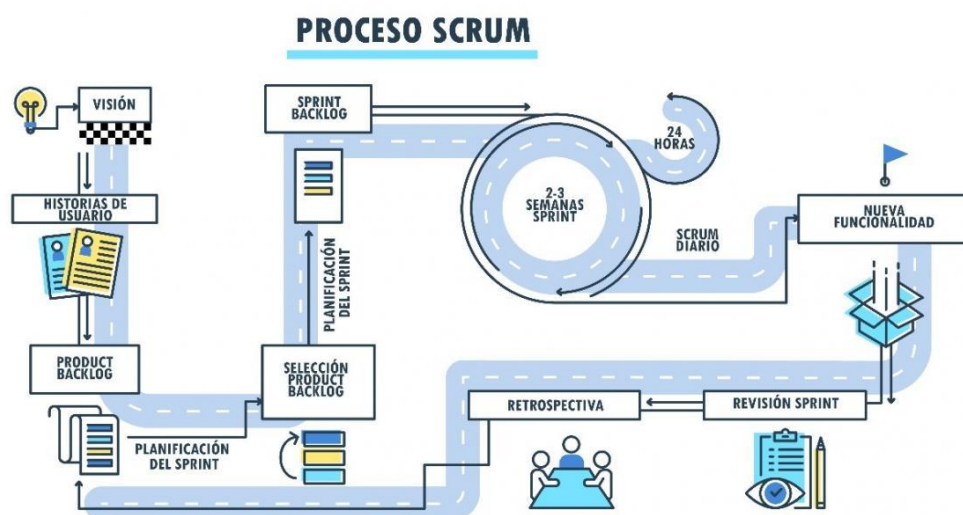 PROCESO SCRUM
VISIÓN
HISTORIAS DE
USUARIO
PRODUCT
BACKLOG
PLANIFICACIÓN
DEL SPRINT
SELECCIÓN
PRODUCT
BACKLOG
PLANIFICACIÓN
DEL SPRINT
SPRINT
BACKLOG
2-3
SEMANAS
SPRINT
24
HORAS
SCRUM
DIARIO
NUEVA
FUNCIONALIDAD
REVISIÓN SPRINT
RETROSPECTIVA